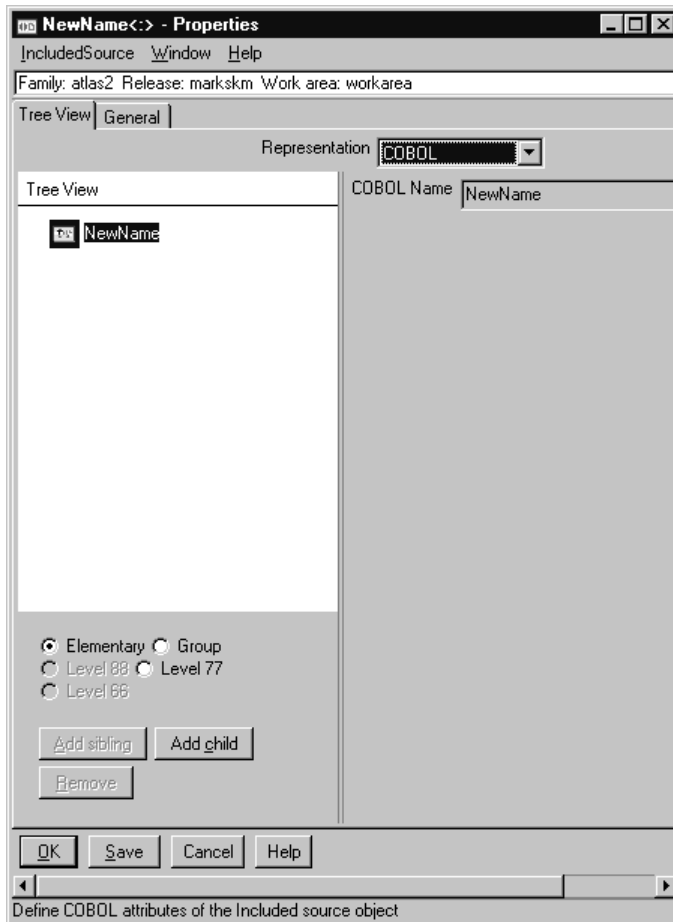 NewName<:> - Properties
IncludedSource Window Help
Family: atlas2 Release: markskm Work area: workarea
Tree View General
Representation COBOL
Tree View
COBOL Name NewName
NewName
Elementary Group
Level 88 Level 77
Level 66
Add sibling Add child
Remove
OK Save Cancel Help
Define COBOL attributes of the Included source object